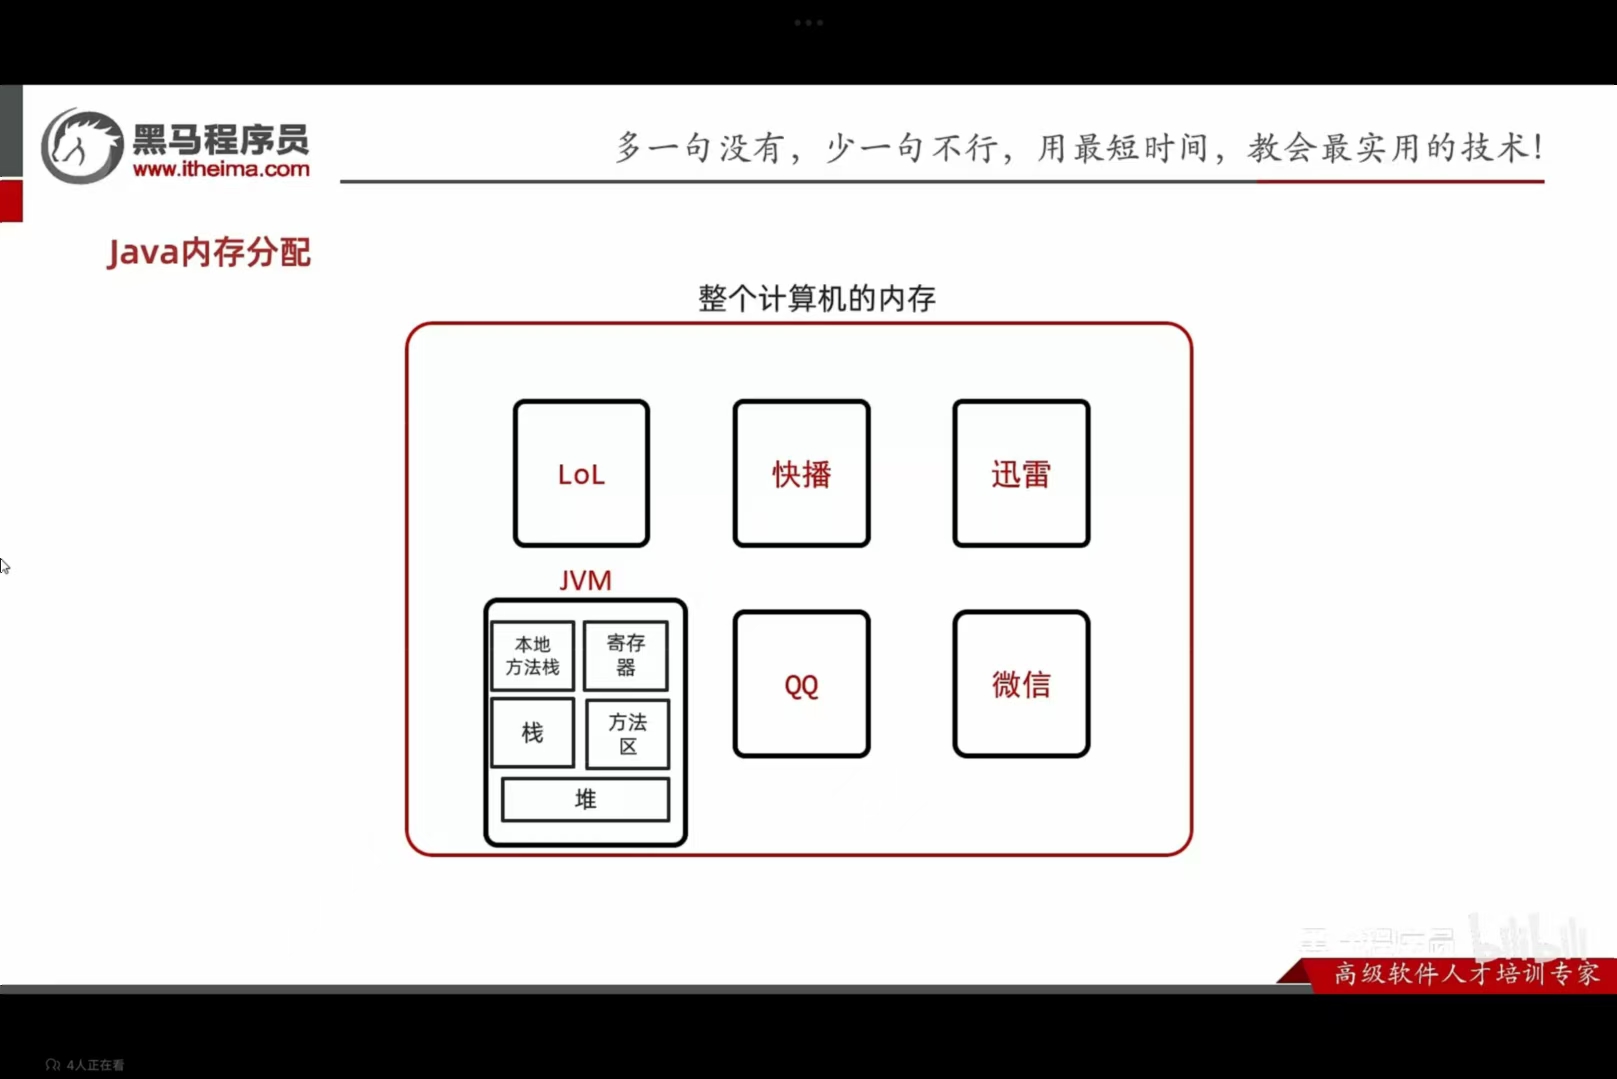 黑马程序员
www.itheima.com
多一句没有，少一句不行，用最短时间，教会最实用的技术！
Java内存分配
整个计算机的内存
LoL
快播
迅雷
JVM
本地
方法栈
寄存
器
栈
方法
区
堆
QQ
微信
黑马程序员 bilibili
高级软件人才培训专家
4人正在看